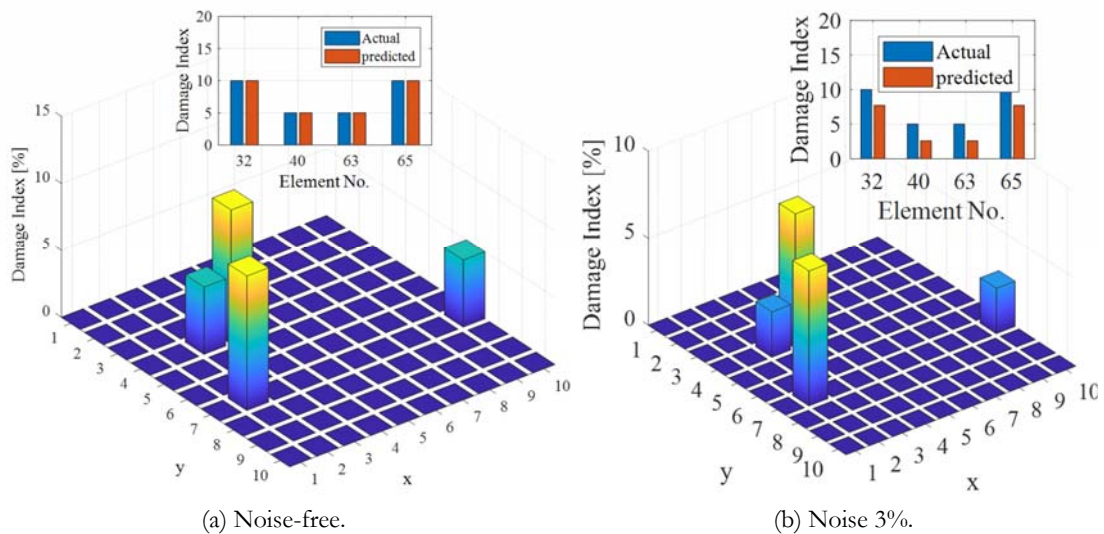 20
15
10
5
0
Damage Index
Actual
predicted
32 40 63 65
Element No.
15
10
5
0
Damage Index [%]
1 2 3 4 5 6 7 8 9 10
y
1 2 3 4 5 6 7 8 9 10
x
(a) Noise-free.
20
15
10
5
0
Damage Index
Actual
predicted
32 40 63 65
Element No.
10
5
0
Damage Index [%]
1 2 3 4 5 6 7 8 9 10
y
1 2 3 4 5 6 7 8 9 10
x
(b) Noise 3%.